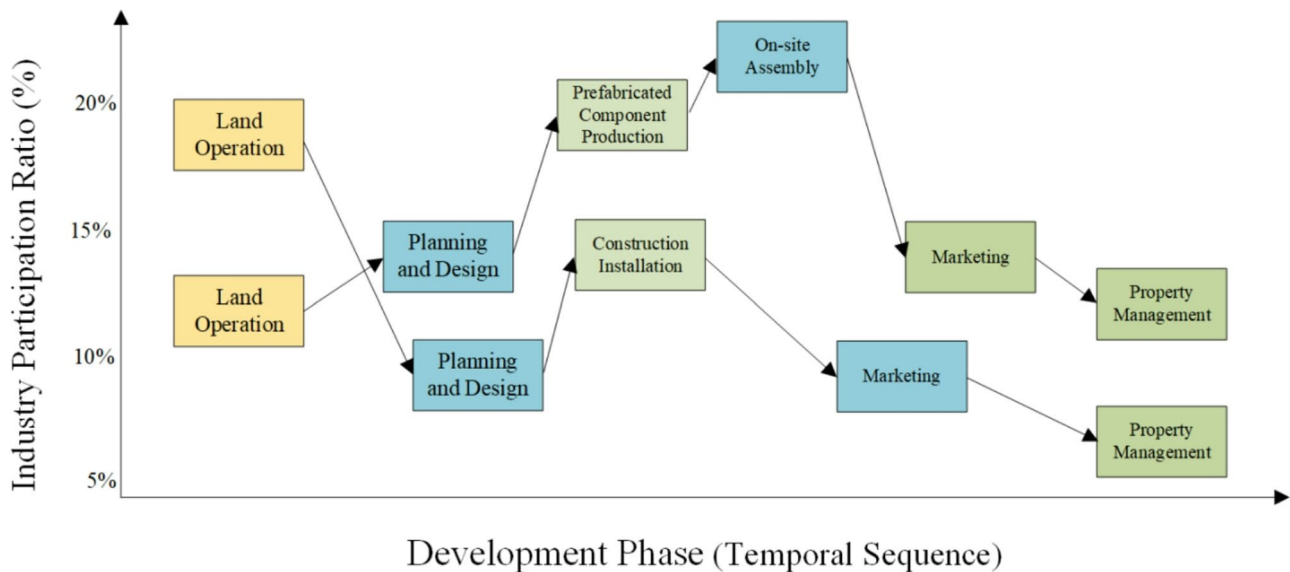 Industry Participation Ratio (%)
20%
15%
10%
5%
Land
Operation
Land
Operation
Planning
and Design
Planning
and Design
Prefabricated
Component
Production
Construction
Installation
On-site
Assembly
Marketing
Marketing
Property
Management
Property
Management
Development Phase (Temporal Sequence)